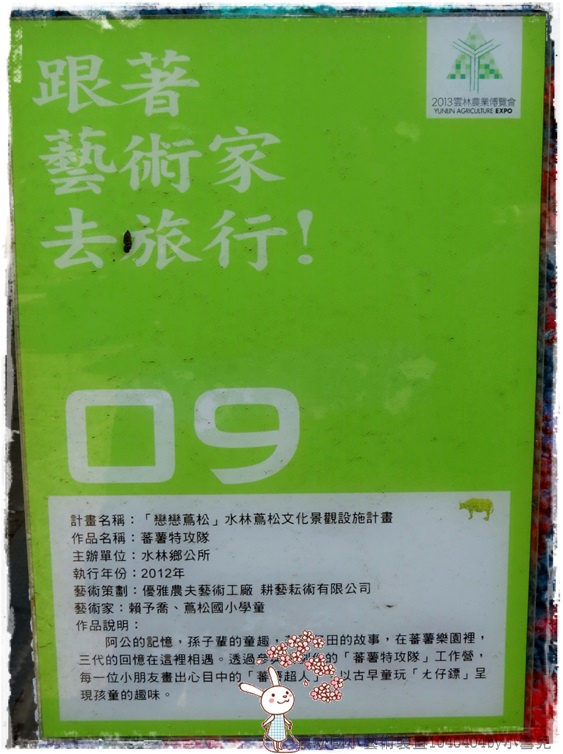 2013雲林農業博覽會
YUNLIN AGRICULTURE EXPO
跟著
藝術家
去旅行!
09
計畫名稱:「戀戀蔦松」水林蔦松文化景觀設施計畫
作品名稱:蕃薯特攻隊
主辦單位:水林鄉公所
執行年份:2012年
藝術策劃:優雅農夫藝術工廠 耕藝耘術有限公司
藝術家:賴予喬、蔦松國小學童
作品說明:
阿公的記憶,孫子輩的童趣,田的故事,在蕃薯樂園裡,
三代的回憶在這裡相遇。透過的「蕃薯特攻隊」工作營,
每一位小朋友畫出心目中的「蕃薯超人」以古早童玩「尢仔鏢」呈
現孩童的趣味。